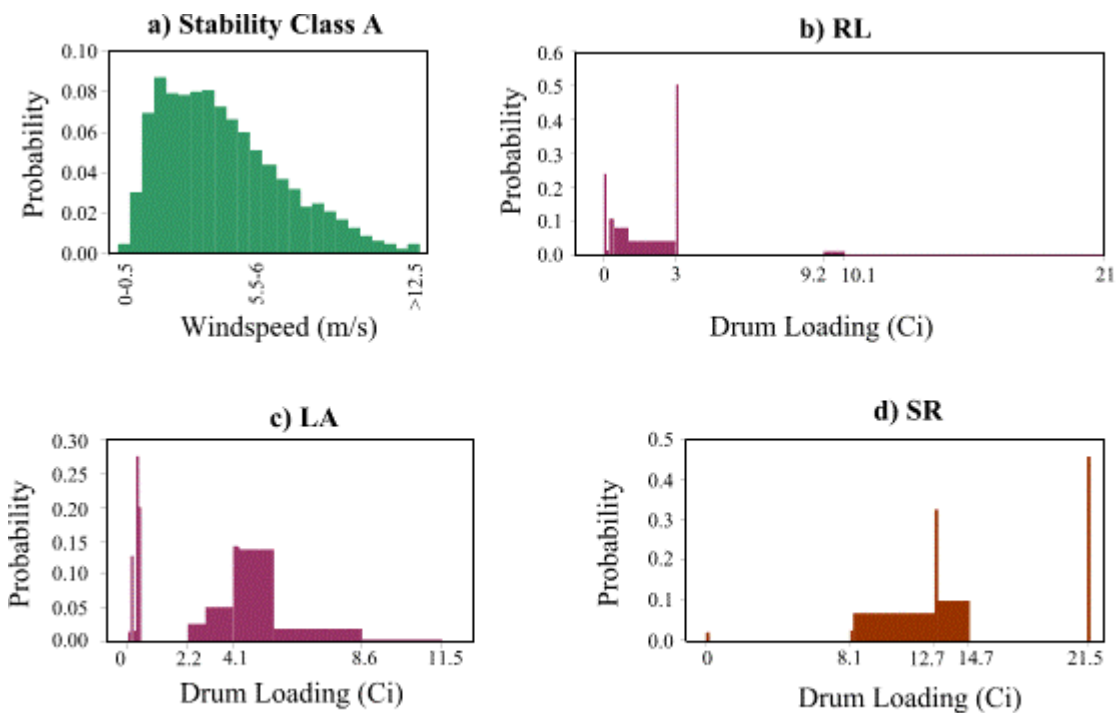 a) Stability Class A
0.10
0.08
0.06
0.04
0.02
0.00
Probability
0-0.5
5.5-6
>12.5
Windspeed (m/s)
b) RL
0.6
0.5
0.4
0.3
0.2
0.1
0.0
Probability
0 3 9.2 10.1 21
Drum Loading (Ci)
c) LA
0.30
0.25
0.20
0.15
0.10
0.05
0.00
Probability
0 2.2 4.1 8.6 11.5
Drum Loading (Ci)
d) SR
0.5
0.4
0.3
0.2
0.1
0.0
Probability
0 8.1 12.7 14.7 21.5
Drum Loading (Ci)